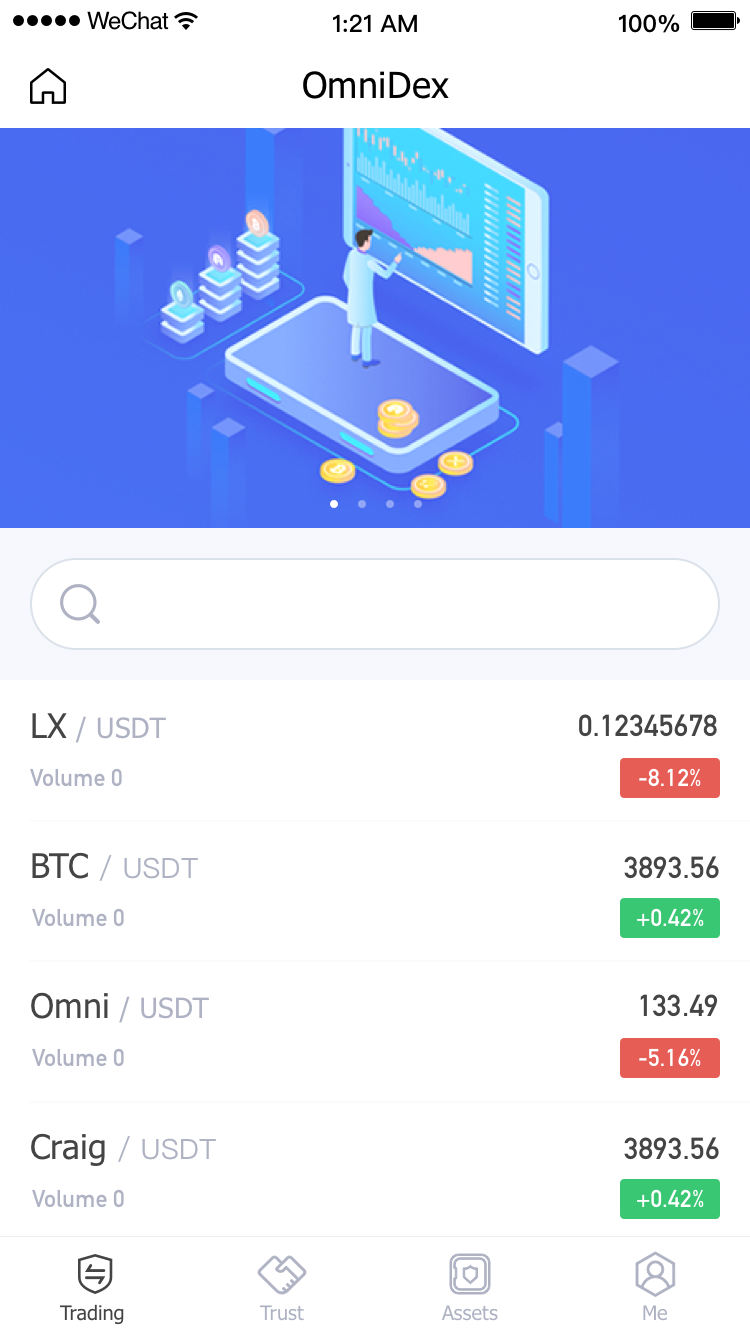 WeChat 1:21 AM 100%
OmniDex
LX / USDT 0.12345678
Volume 0 -8.12%
BTC / USDT 3893.56
Volume 0 +0.42%
Omni / USDT 133.49
Volume 0 -5.16%
Craig / USDT 3893.56
Volume 0 +0.42%
Trading Trust Assets Me